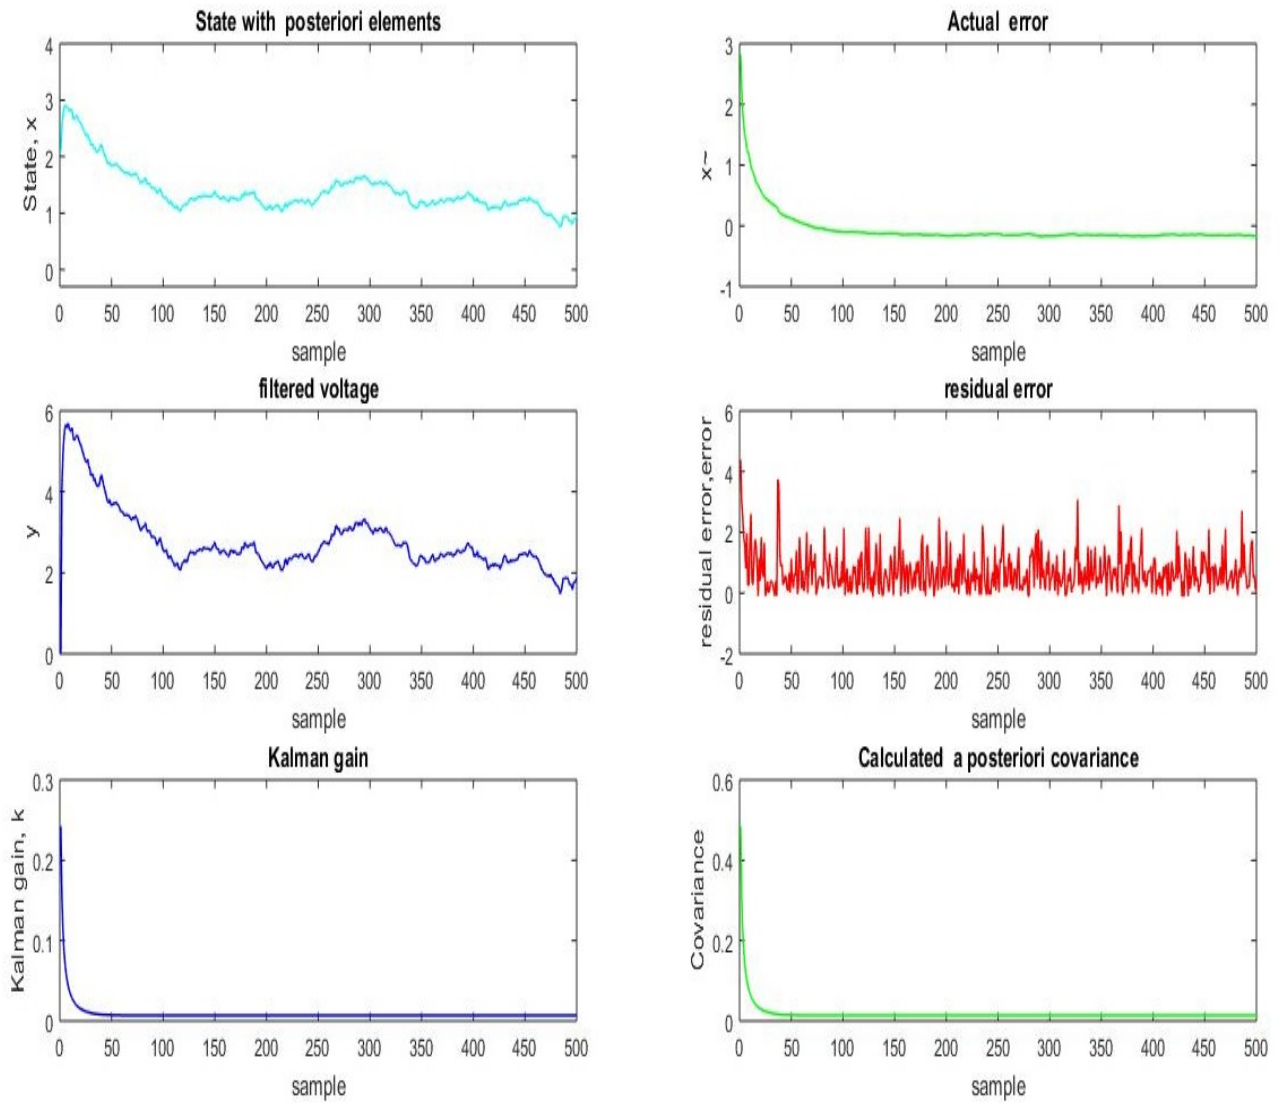 State with  posteriori elements
State, x
4
3
2
1
0
0 50 100 150 200 250 300 350 400 450 500
sample
Actual  error
x~
3
2
1
0
-1
0 50 100 150 200 250 300 350 400 450 500
sample
filtered voltage
y
6
4
2
0
0 50 100 150 200 250 300 350 400 450 500
sample
residual error
residual error,error
6
4
2
0
-2
0 50 100 150 200 250 300 350 400 450 500
sample
Kalman gain
Kalman gain, k
0.3
0.2
0.1
0
0 50 100 150 200 250 300 350 400 450 500
sample
Calculated  a posteriori covariance
Covariance
0.6
0.4
0.2
0
0 50 100 150 200 250 300 350 400 450 500
sample